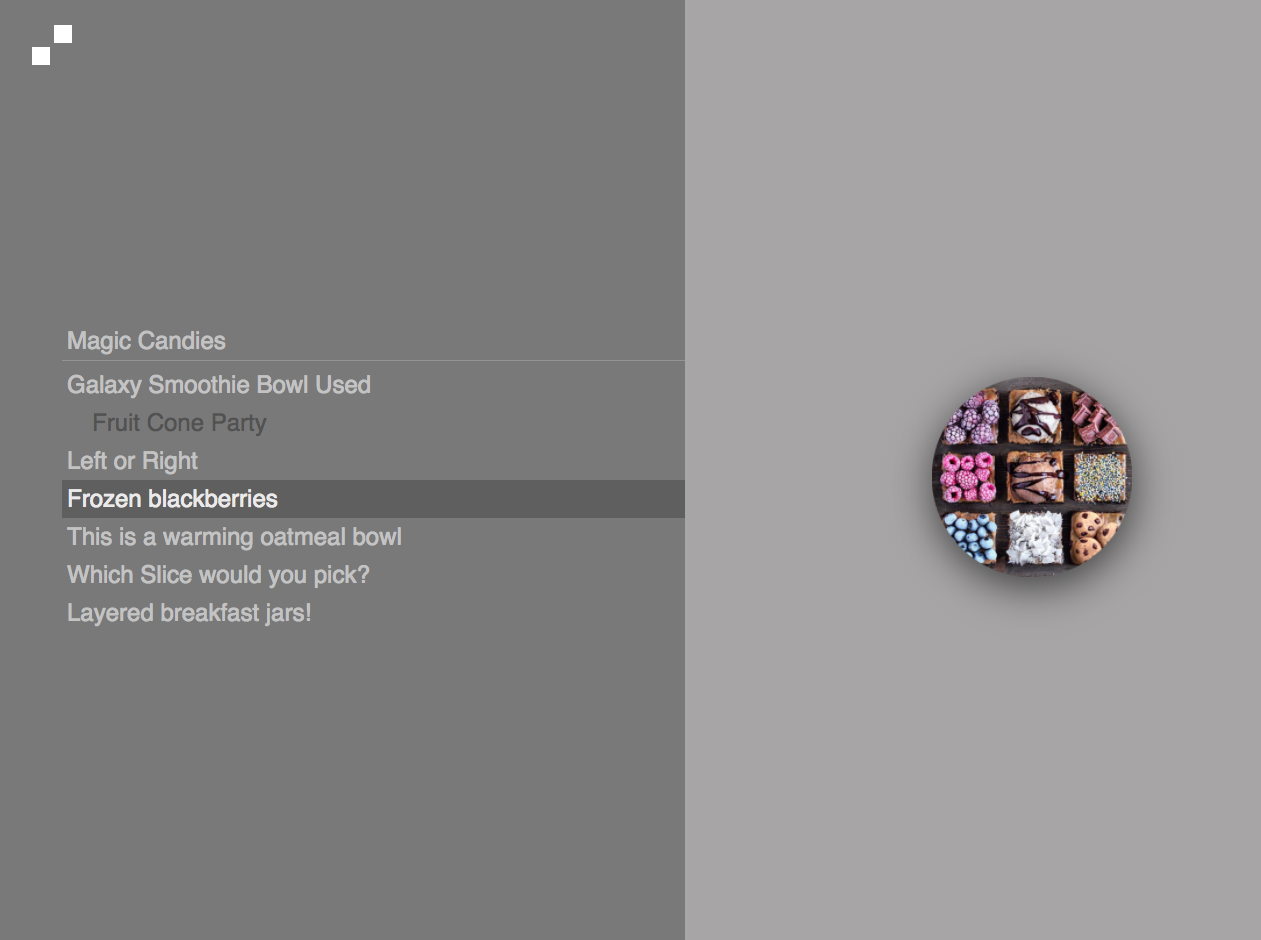 Magic Candies
Galaxy Smoothie Bowl Used
Fruit Cone Party
Left or Right
Frozen blackberries
This is a warming oatmeal bowl
Which Slice would you pick?
Layered breakfast jars!